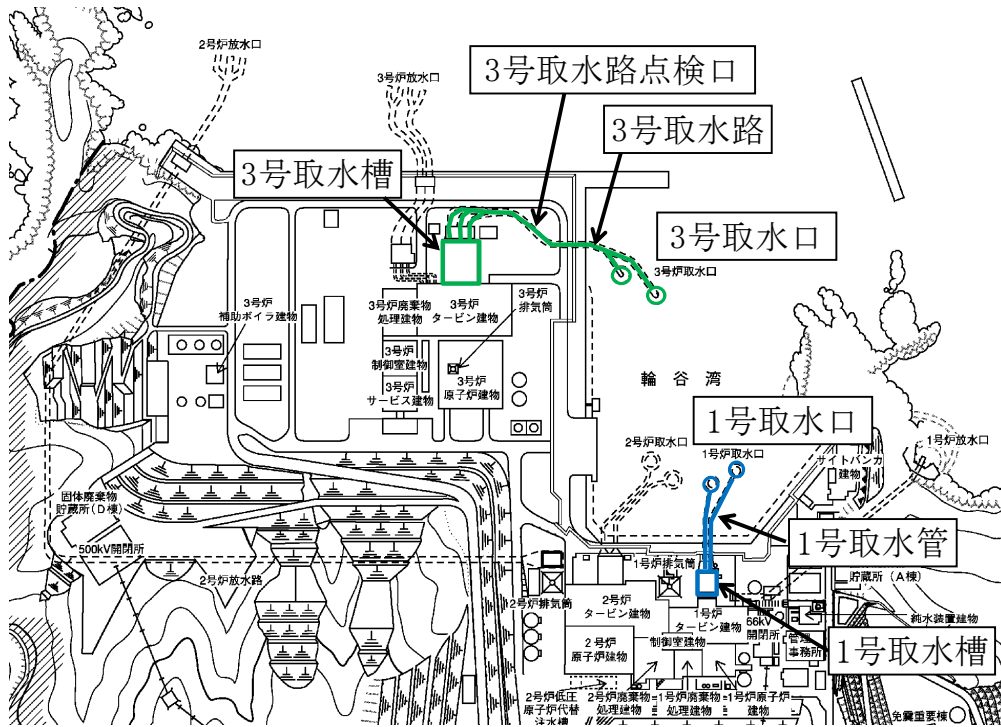 2号炉放水口
3号炉放水口
3号取水路点検口
3号取水路
3号取水槽
3号取水口
3号炉取水口
3号炉
補助ボイラ建物
3号炉廃棄物
処理建物
3号炉
タービン建物
3号炉
排気筒
3号炉
制御室建物
3号炉
サービス建物
3号炉
原子炉建物
輪谷湾
1号取水口
2号炉取水口
1号炉取水口
1号炉放水口
サイトバンカ
建物
固体廃棄物
貯蔵所(D棟)
500kV開閉所
2号炉放水路
1号取水管
2号炉排気筒
1号炉排気筒
貯蔵所(A棟)
2号炉
タービン建物
1号炉
タービン建物
66kV
開閉所
純水装置建物
制御室建物
管理
事務所
2号炉
原子炉建物
1号取水槽
2号炉低圧
原子炉代替
注水槽
2号炉廃棄物
処理建物
1号炉廃棄物
処理建物
1号炉原子炉
建物
免震重要棟